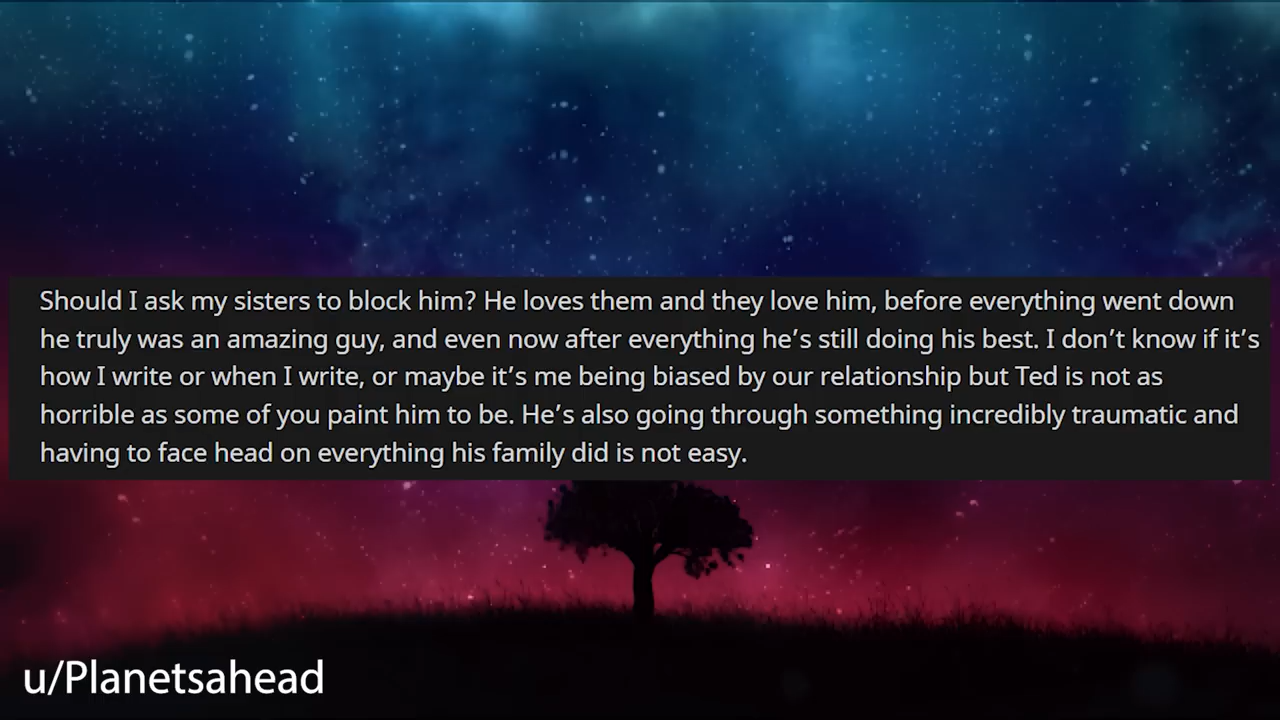 Should I ask my sisters to block him? He loves them and they love him, before everything went down
he truly was an amazing guy, and even now after everything he’s still doing his best. I don’t know if it’s
how I write or when I write, or maybe it’s me being biased by our relationship but Ted is not as
horrible as some of you paint him to be. He’s also going through something incredibly traumatic and
having to face head on everything his family did is not easy.
u/Planetsahead